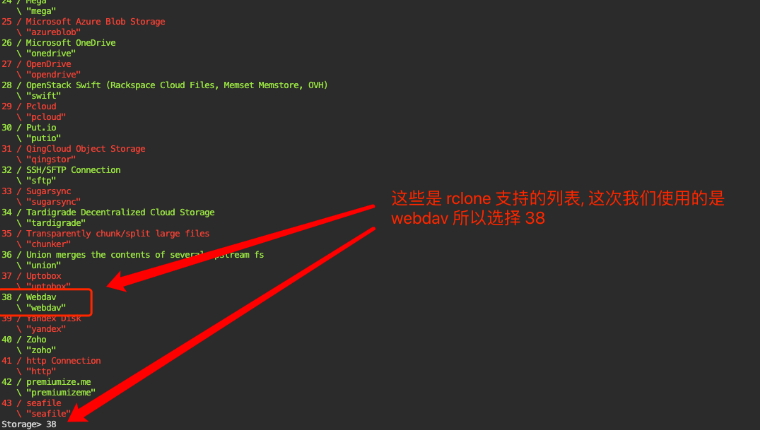 24 / Mega
\ "mega"
25 / Microsoft Azure Blob Storage
\ "azureblob"
26 / Microsoft OneDrive
\ "onedrive"
27 / OpenDrive
\ "opendrive"
28 / OpenStack Swift (Rackspace Cloud Files, Memset Memstore, OVH)
\ "swift"
29 / Pcloud
\ "pcloud"
30 / Put.io
\ "putio"
31 / QingCloud Object Storage
\ "qingstor"
32 / SSH/SFTP Connection
\ "sftp"
33 / Sugarsync
\ "sugarsync"
34 / Tardigrade Decentralized Cloud Storage
\ "tardigrade"
35 / Transparently chunk/split large files
\ "chunker"
36 / Union merges the contents of several upstream fs
\ "union"
37 / Uptobox
\ "uptobox"
38 / Webdav
\ "webdav"
39 / Yandex Disk
\ "yandex"
40 / Zoho
\ "zoho"
41 / http Connection
\ "http"
42 / premiumize.me
\ "premiumizeme"
43 / seafile
\ "seafile"
Storage> 38
这些是 rclone 支持的列表, 这次我们使用的是
webdav 所以选择 38